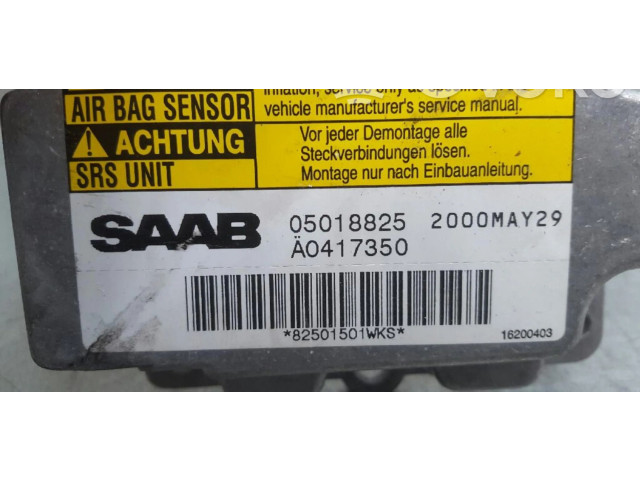 inflation, service only as specified in
AIR BAG SENSOR
vehicle manufacturer's service manual.
ACHTUNG
Vor jeder Demontage alle
Steckverbindungen lösen.
SRS UNIT
Montage nur nach Einbauanleitung.
SAAB
05018825 2000MAY29
Ä0417350
*82501501WKS*
16200403